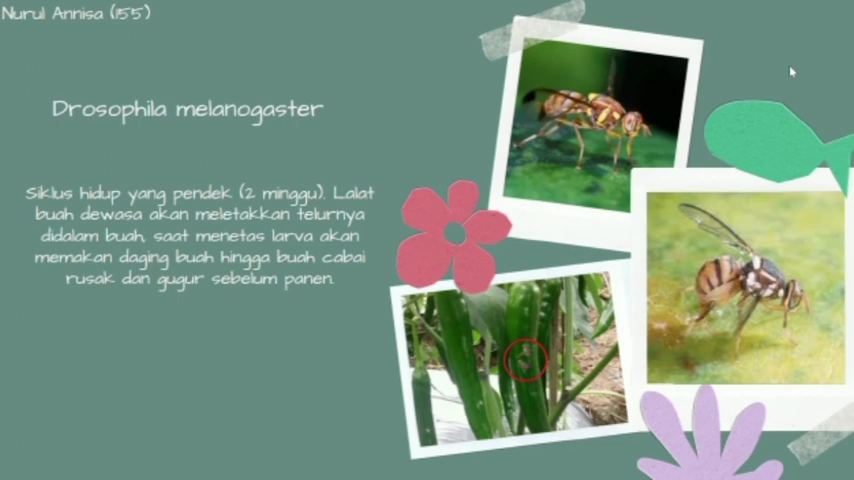 Nurul Annisa (155)
Drosophila melanogaster
Siklus hidup yang pendek (2 minggu). Lalat
buah dewasa akan meletakkan telurnya
didalam buah, saat menetas larva akan
memakan daging buah hingga buah cabai
rusak dan gugur sebelum panen.